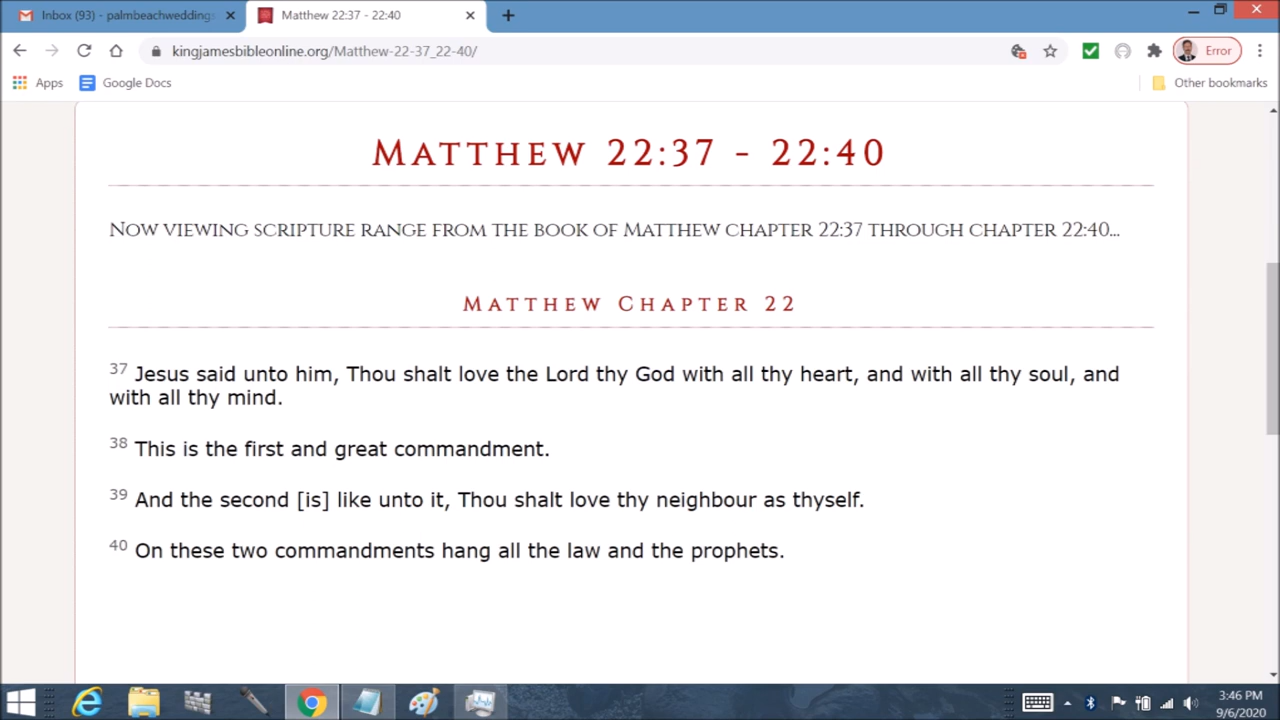 Inbox (93) - palmbeachwedding
Matthew 22:37 - 22:40
kingjamesbibleonline.org/Matthew-22-37_22-40/
Error
Apps
Google Docs
Other bookmarks
Matthew 22:37 - 22:40
Now viewing scripture range from the book of Matthew chapter 22:37 through chapter 22:40...
Matthew Chapter 22
37 Jesus said unto him, Thou shalt love the Lord thy God with all thy heart, and with all thy soul, and
with all thy mind.
38 This is the first and great commandment.
39 And the second [is] like unto it, Thou shalt love thy neighbour as thyself.
40 On these two commandments hang all the law and the prophets.
3:46 PM
9/6/2020